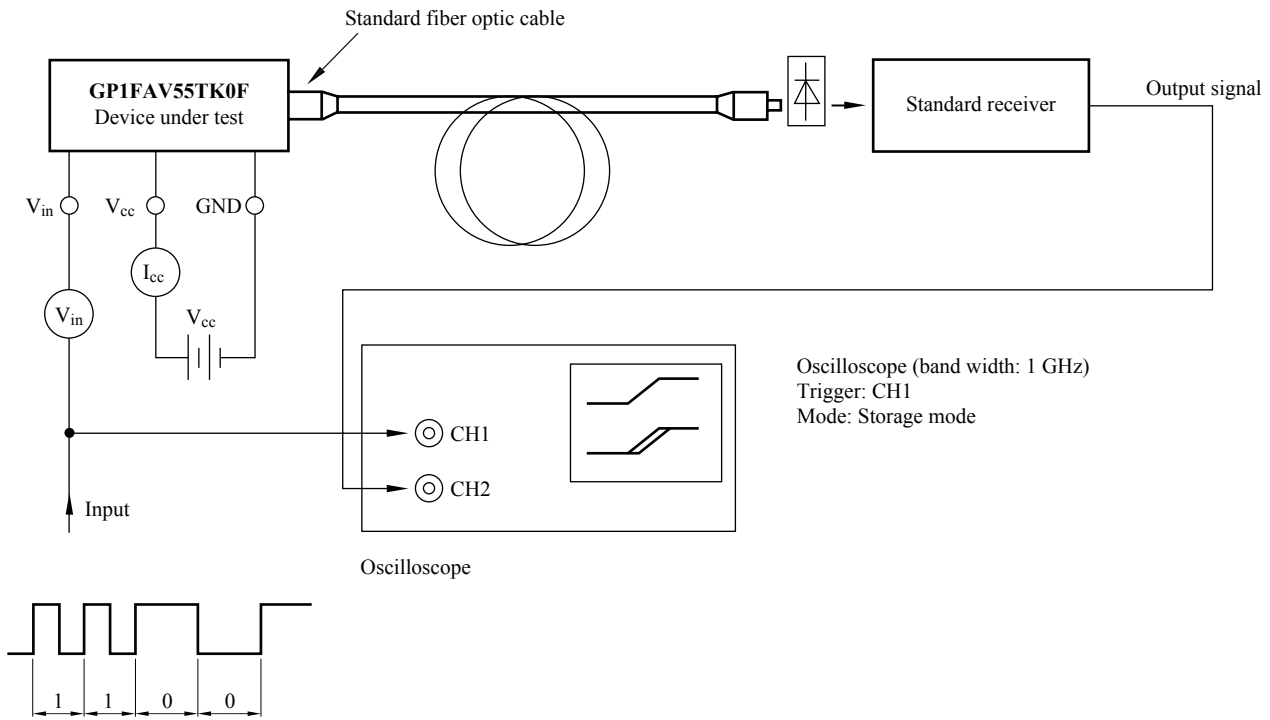 Standard fiber optic cable
GP1FAV55TK0F
Device under test
Standard receiver
Output signal
Vin
Vcc
GND
Icc
Vin
Vcc
Oscilloscope (band width: 1 GHz)
Trigger: CH1
Mode: Storage mode
CH1
CH2
Input
Oscilloscope
1 1 0 0